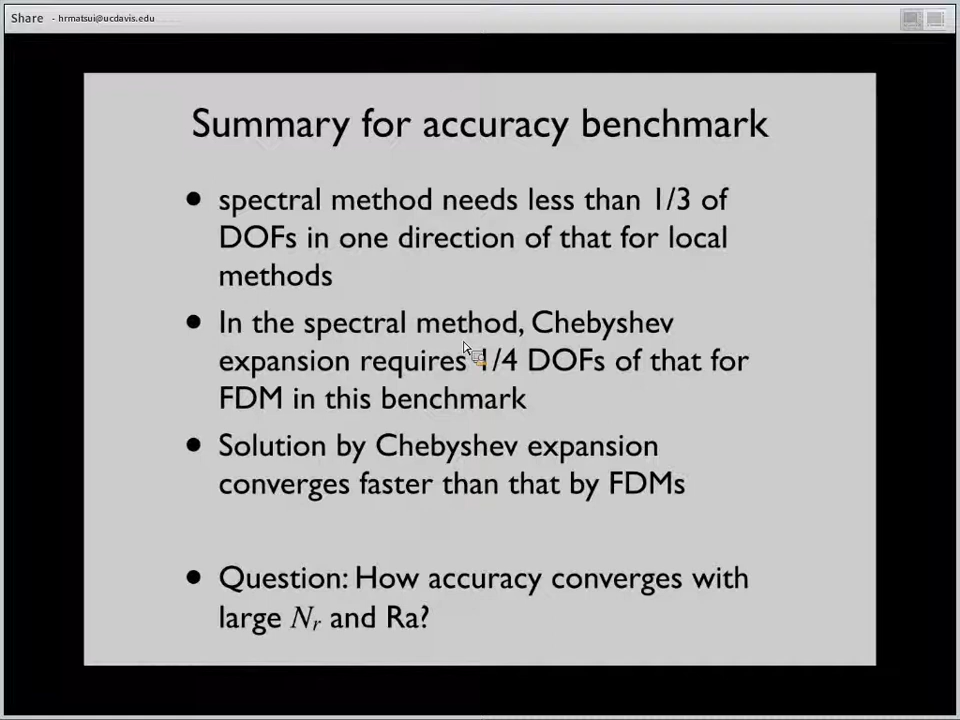 Share - hrmatsui@ucdavis.edu
Summary for accuracy benchmark
• spectral method needs less than 1/3 of
DOFs in one direction of that for local
methods
• In the spectral method, Chebyshev
expansion requires 1/4 DOFs of that for
FDM in this benchmark
• Solution by Chebyshev expansion
converges faster than that by FDMs
• Question: How accuracy converges with
large Nr and Ra?